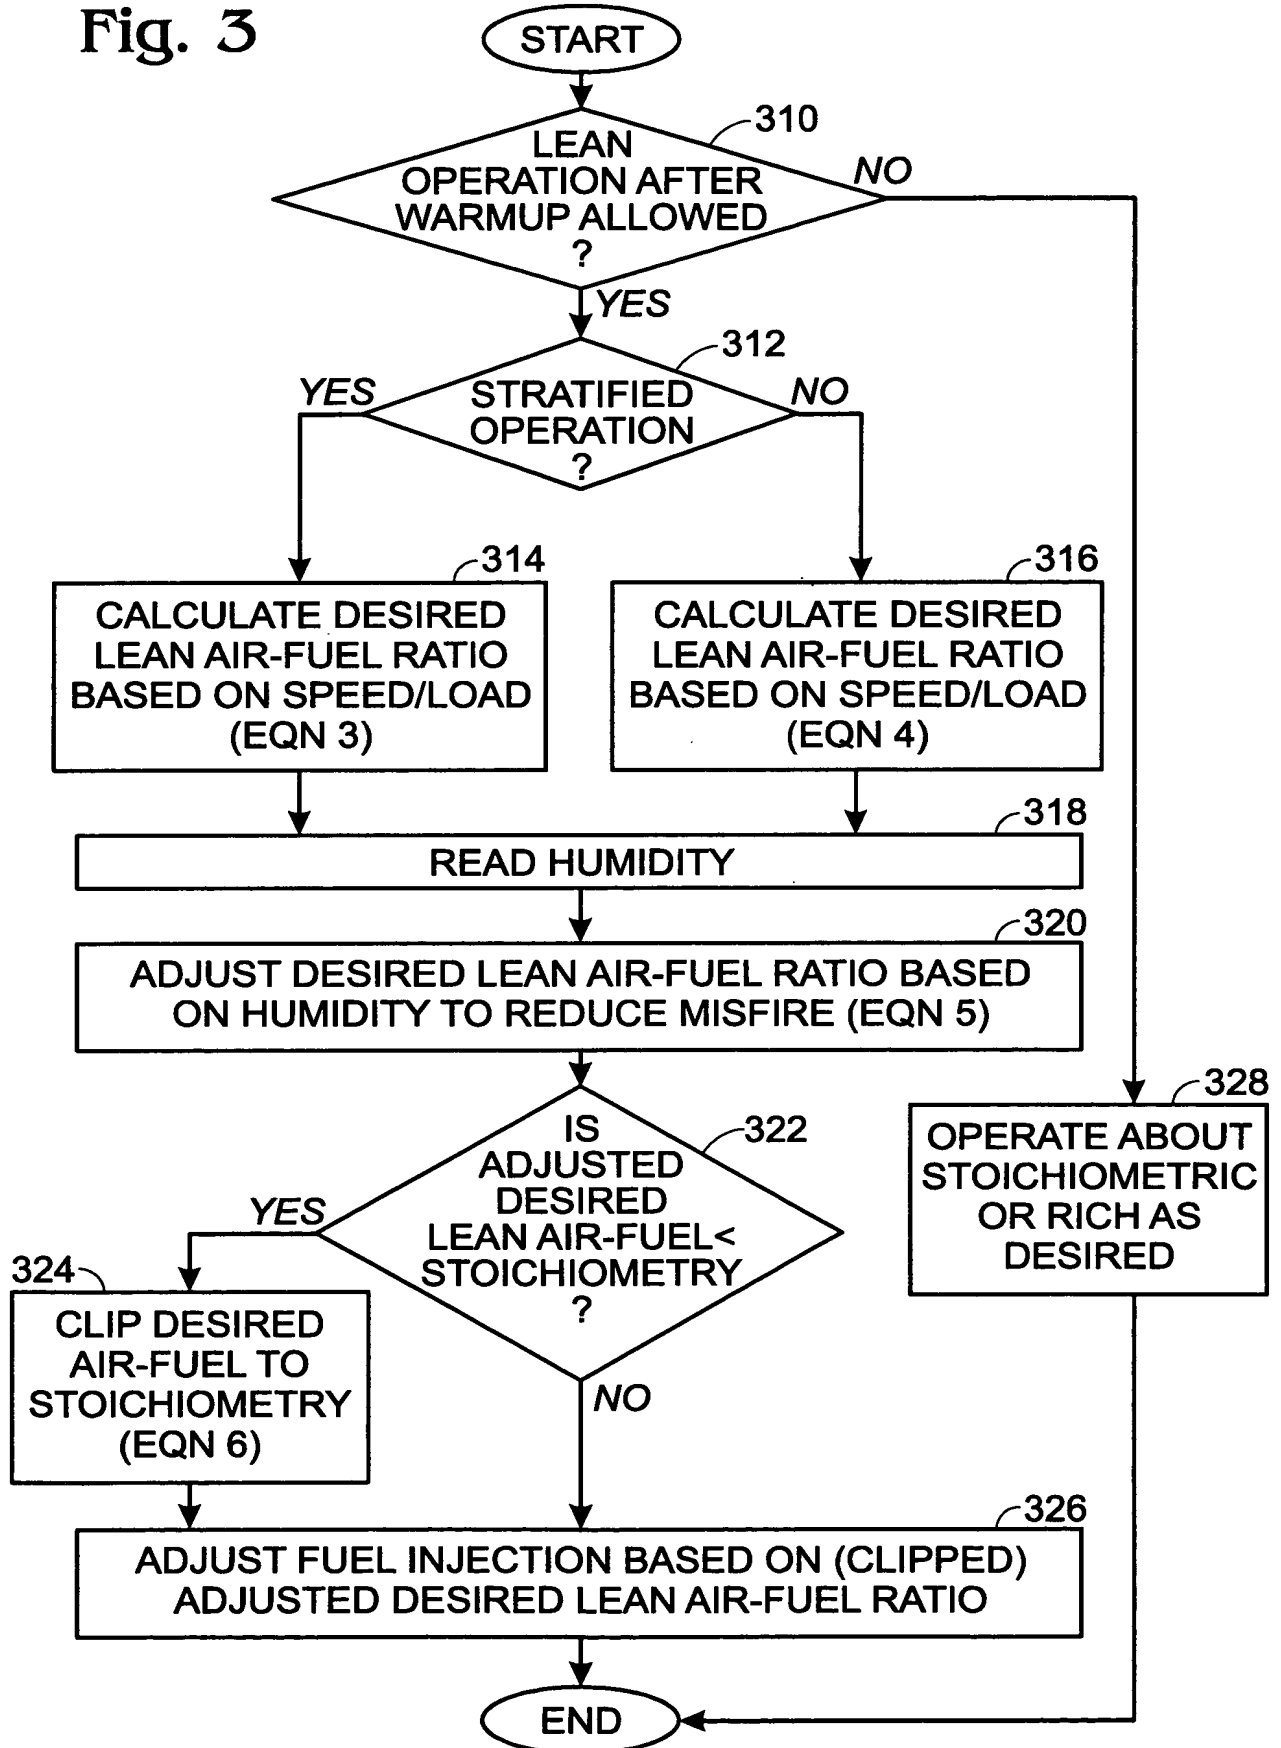 Fig. 3
START
310
LEAN
OPERATION AFTER
WARMUP ALLOWED
?
NO
YES
312
STRATIFIED
OPERATION
?
YES
NO
314
CALCULATE DESIRED
LEAN AIR-FUEL RATIO
BASED ON SPEED/LOAD
(EQN 3)
316
CALCULATE DESIRED
LEAN AIR-FUEL RATIO
BASED ON SPEED/LOAD
(EQN 4)
318
READ HUMIDITY
320
ADJUST DESIRED LEAN AIR-FUEL RATIO BASED
ON HUMIDITY TO REDUCE MISFIRE (EQN 5)
322
IS
ADJUSTED
DESIRED
LEAN AIR-FUEL<
STOICHIOMETRY
?
YES
NO
324
CLIP DESIRED
AIR-FUEL TO
STOICHIOMETRY
(EQN 6)
328
OPERATE ABOUT
STOICHIOMETRIC
OR RICH AS
DESIRED
326
ADJUST FUEL INJECTION BASED ON (CLIPPED)
ADJUSTED DESIRED LEAN AIR-FUEL RATIO
END